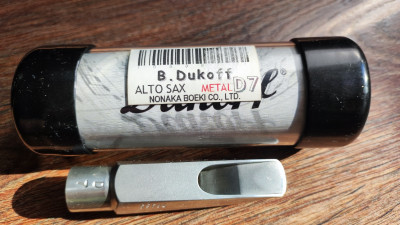 B.Dukoff
ALTO SAX METAL D7
NONAKA BOEKI CO., LTD.